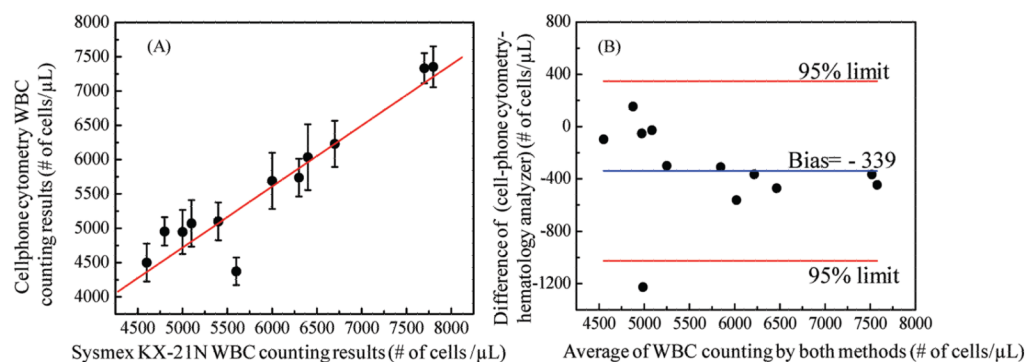 8000
7500
7000
6500
6000
5500
5000
4500
4000
Cellphone cytometry WBC
counting results (# of cells/µL)
(A)
4500 5000 5500 6000 6500 7000 7500 8000
Sysmex KX-21N WBC counting results (# of cells /µL)
800
400
0
-400
-800
-1200
Difference of (cell-phone cytometry-
hematology analyzer) (# of cells/µL)
(B)
95% limit
Bias= - 339
95% limit
4500 5000 5500 6000 6500 7000 7500 8000
Average of WBC counting by both methods (# of cells/µL)